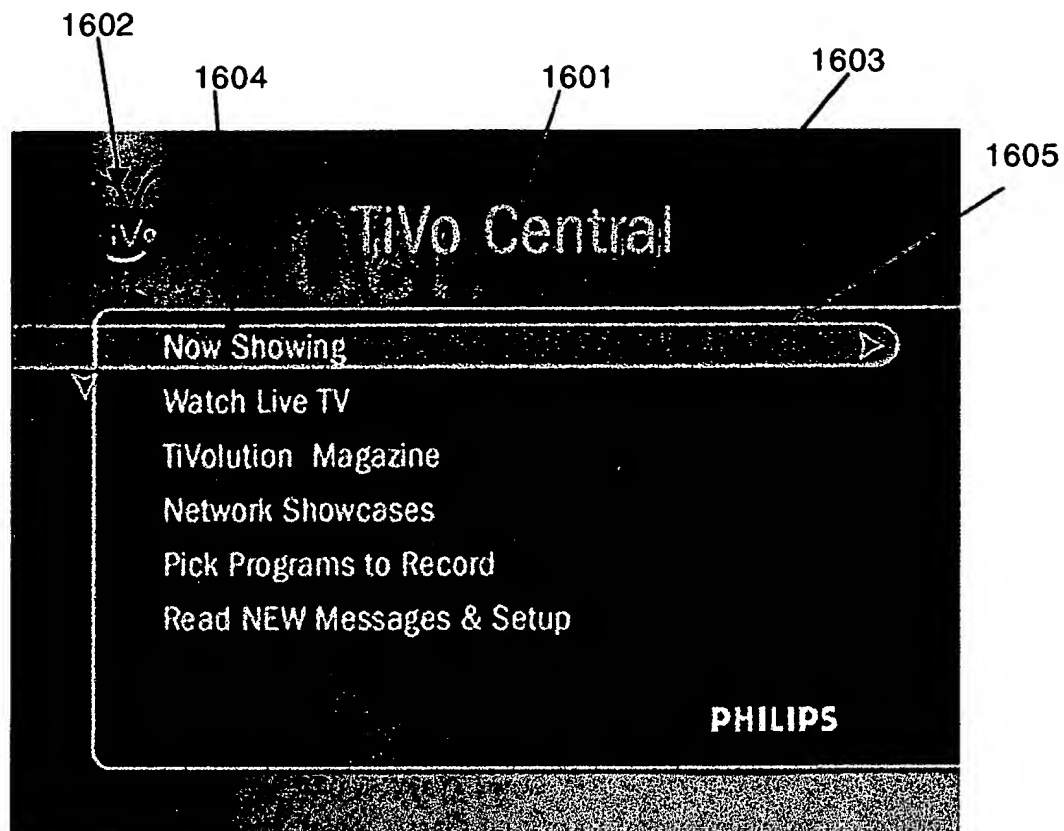 1602
1604
1601
1603
1605
TiVo
TiVo Central
Now Showing
Watch Live TV
TiVolution Magazine
Network Showcases
Pick Programs to Record
Read NEW Messages & Setup
PHILIPS